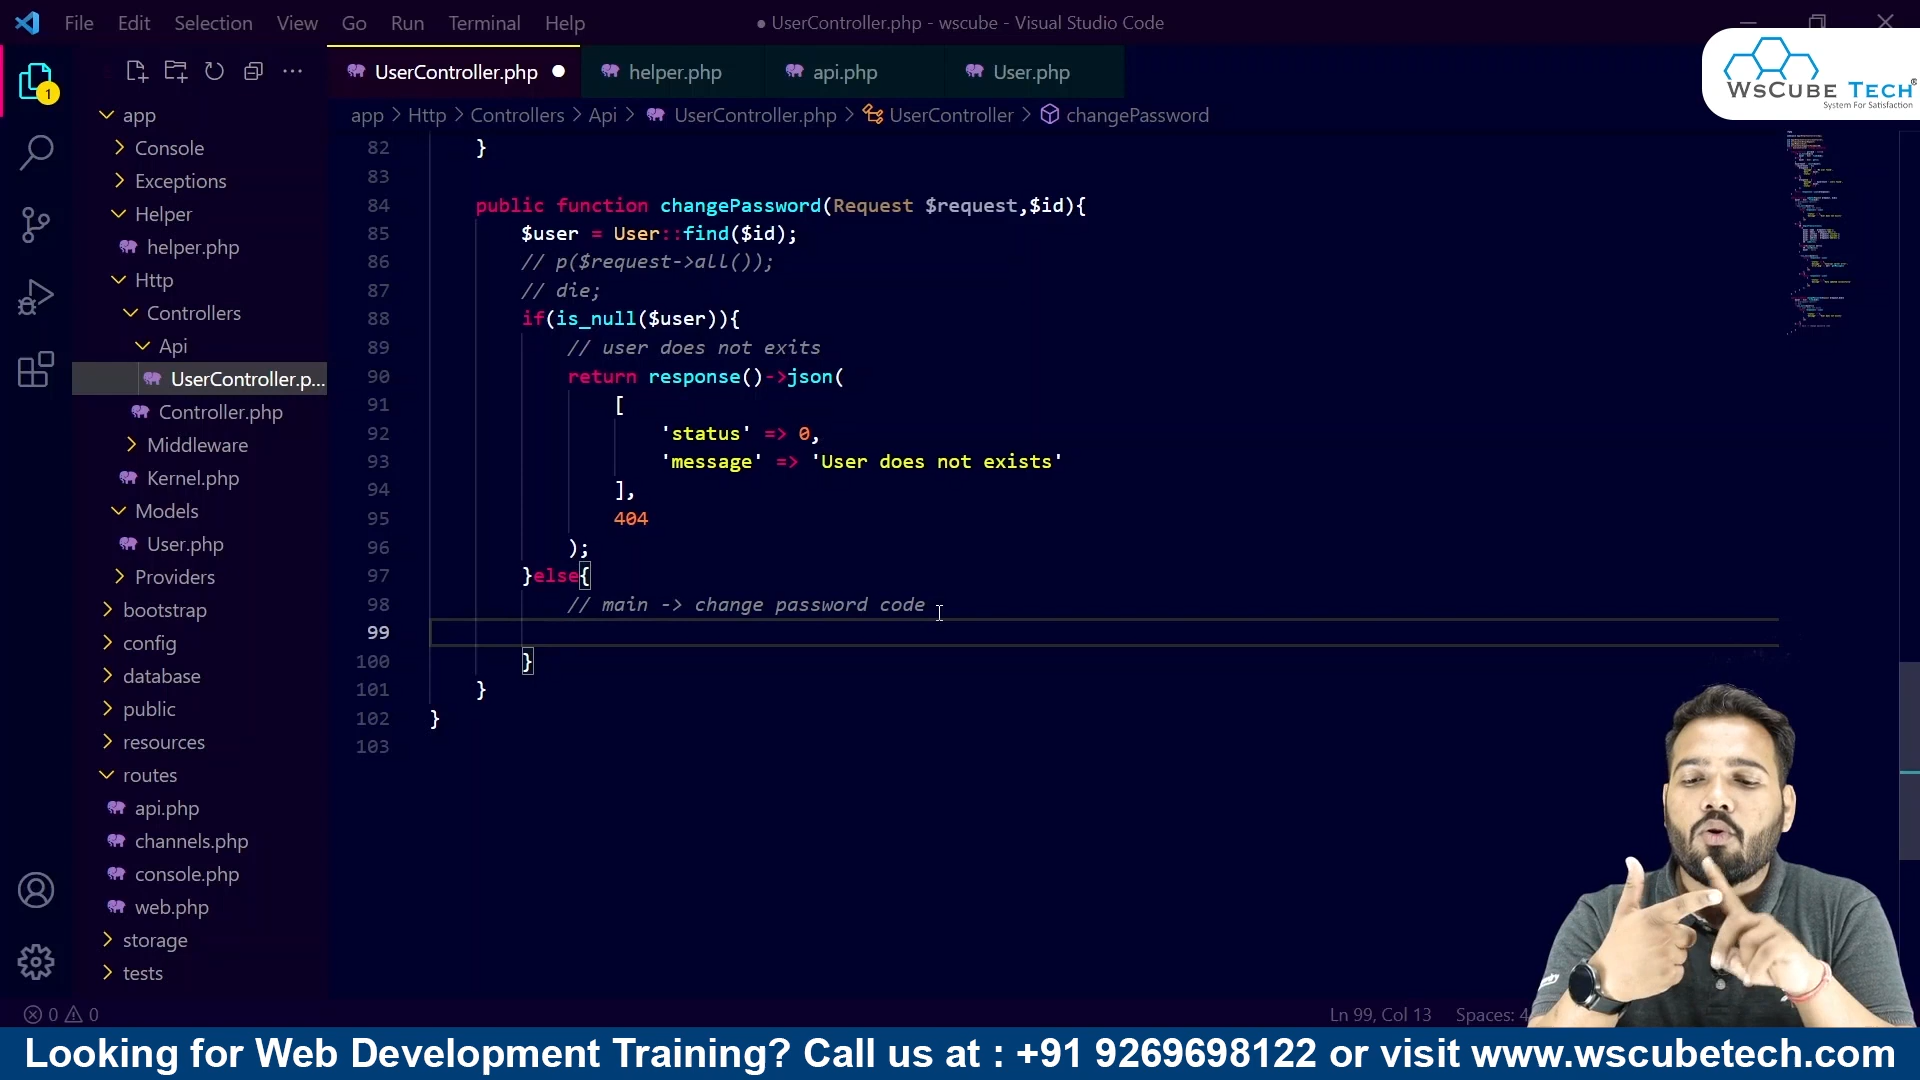 File Edit Selection View Go Run Terminal Help
● UserController.php - wscube - Visual Studio Code
WsCube Tech®
System For Satisfaction
1
UserController.php
helper.php
api.php
User.php
app > Http > Controllers > Api > UserController.php > UserController > changePassword
app
Console
Exceptions
Helper
helper.php
Http
Controllers
Api
UserController.p...
Controller.php
Middleware
Kernel.php
Models
User.php
Providers
bootstrap
config
database
public
resources
routes
api.php
channels.php
console.php
web.php
storage
tests
82 }
83
84 public function changePassword(Request $request,$id){
85 $user = User::find($id);
86 // p($request->all());
87 // die;
88 if(is_null($user)){
89 // user does not exits
90 return response()->json(
91 [
92 'status' => 0,
93 'message' => 'User does not exists'
94 ],
95 404
96 );
97 }else{
98 // main -> change password code
99
100 }
101 }
102 }
103
0 0
Ln 99, Col 13
Spaces: 4
Looking for Web Development Training? Call us at : +91 9269698122 or visit www.wscubetech.com